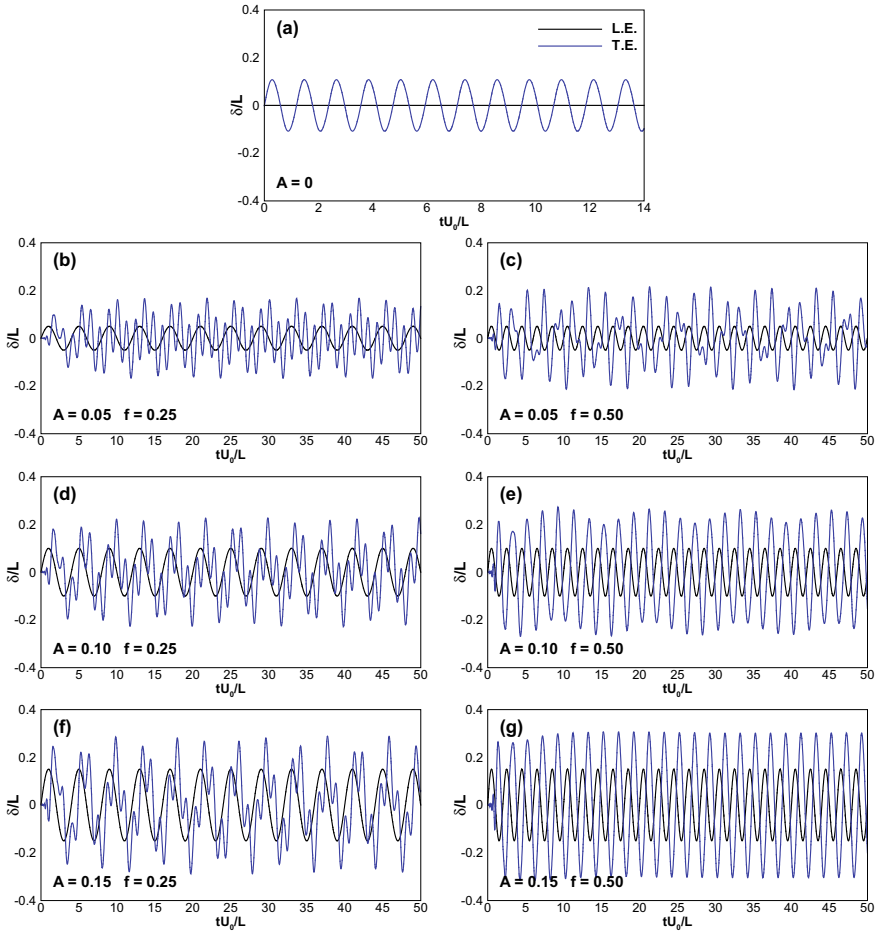 0.4
(a)
L.E.
T.E.
0.2
δ/L
0
-0.2
A = 0
-0.4
0 2 4 6 8 10 12 14
tU₀/L
0.4
(b)
0.2
δ/L
0
-0.2
A = 0.05 f = 0.25
-0.4
0 5 10 15 20 25 30 35 40 45 50
tU₀/L
0.4
(c)
0.2
δ/L
0
-0.2
A = 0.05 f = 0.50
-0.4
0 5 10 15 20 25 30 35 40 45 50
tU₀/L
0.4
(d)
0.2
δ/L
0
-0.2
A = 0.10 f = 0.25
-0.4
0 5 10 15 20 25 30 35 40 45 50
tU₀/L
0.4
(e)
0.2
δ/L
0
-0.2
A = 0.10 f = 0.50
-0.4
0 5 10 15 20 25 30 35 40 45 50
tU₀/L
0.4
(f)
0.2
δ/L
0
-0.2
A = 0.15 f = 0.25
-0.4
0 5 10 15 20 25 30 35 40 45 50
tU₀/L
0.4
(g)
0.2
δ/L
0
-0.2
A = 0.15 f = 0.50
-0.4
0 5 10 15 20 25 30 35 40 45 50
tU₀/L